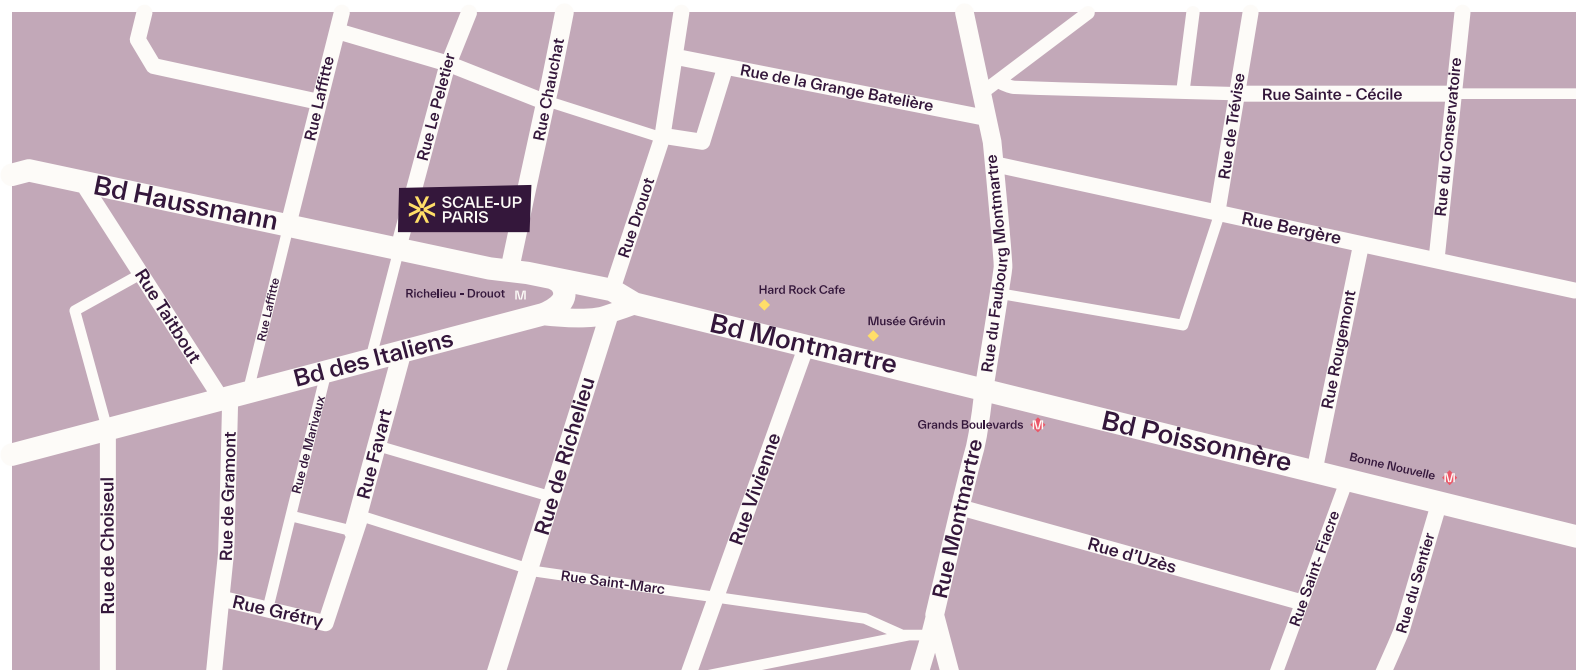 Rue Laffitte
Rue Le Peletier
Rue Chauchat
Rue de la Grange Batelière
Rue de Trévise
Rue Sainte - Cécile
Rue du Conservatoire
Bd Haussmann
SCALE-UP
PARIS
Rue Drouot
Rue du Faubourg Montmartre
Rue Bergère
Rue Taitbout
Rue Laffitte
Richelieu - Drouot M
Hard Rock Cafe
Musée Grévin
Bd Montmartre
Bd des Italiens
Rue Rougemont
Rue de Marivaux
Rue Favart
Rue de Richelieu
Rue Vivienne
Grands Boulevards M
Bd Poissonnère
Bonne Nouvelle M
Rue de Choiseul
Rue de Gramont
Rue Montmartre
Rue d'Uzès
Rue Saint- Fiacre
Rue du Sentier
Rue Saint-Marc
Rue Grétry